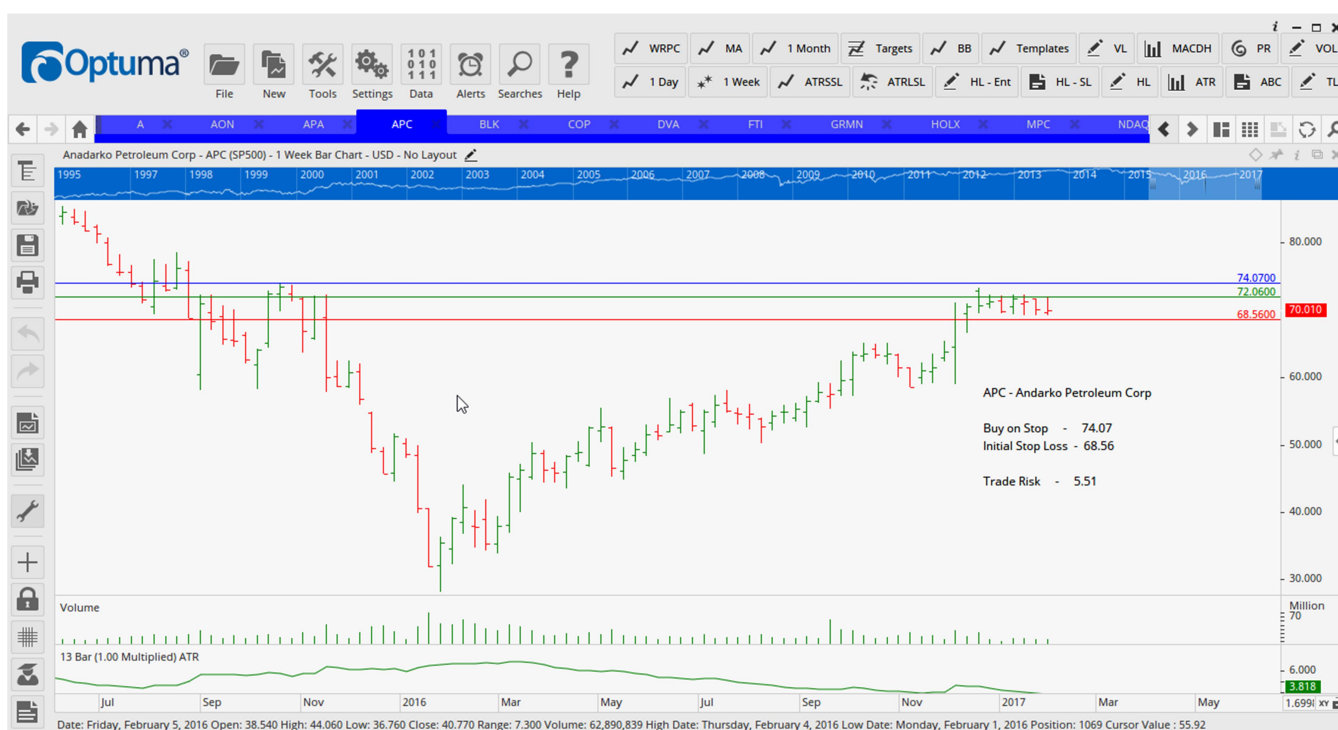 i
Optuma®
File
New
Tools
Settings
101
010
111
Data
Alerts
Searches
?
Help
WRPC MA 1 Month Targets BB Templates VL MACDH PR VOL
1 Day 1 Week ATRSSL ATRLSL HL - Ent HL - SL HL ATR ABC TL
A AON APA APC BLK COP DVA FTI GRMN HOLX MPC NDAQ
Anadarko Petroleum Corp - APC (SP500) - 1 Week Bar Chart - USD - No Layout
1995 1997 1998 1999 2000 2001 2002 2003 2004 2005 2006 2007 2008 2009 2010 2011 2012 2013 2014 2015 2016 2017
80.000
74.0700
72.0600
70.010
68.5600
60.000
APC - Andarko Petroleum Corp
Buy on Stop - 74.07
Initial Stop Loss - 68.56
50.000
Trade Risk - 5.51
40.000
30.000
Volume
Million
70
13 Bar (1.00 Multiplied) ATR
6.000
3.818
Jul Sep Nov 2016 Mar May Jul Sep Nov 2017 Mar May
XY
Date: Friday, February 5, 2016 Open: 38.540 High: 44.060 Low: 36.760 Close: 40.770 Range: 7.300 Volume: 62,890,839 High Date: Thursday, February 4, 2016 Low Date: Monday, February 1, 2016 Position: 1069 Cursor Value : 55.92